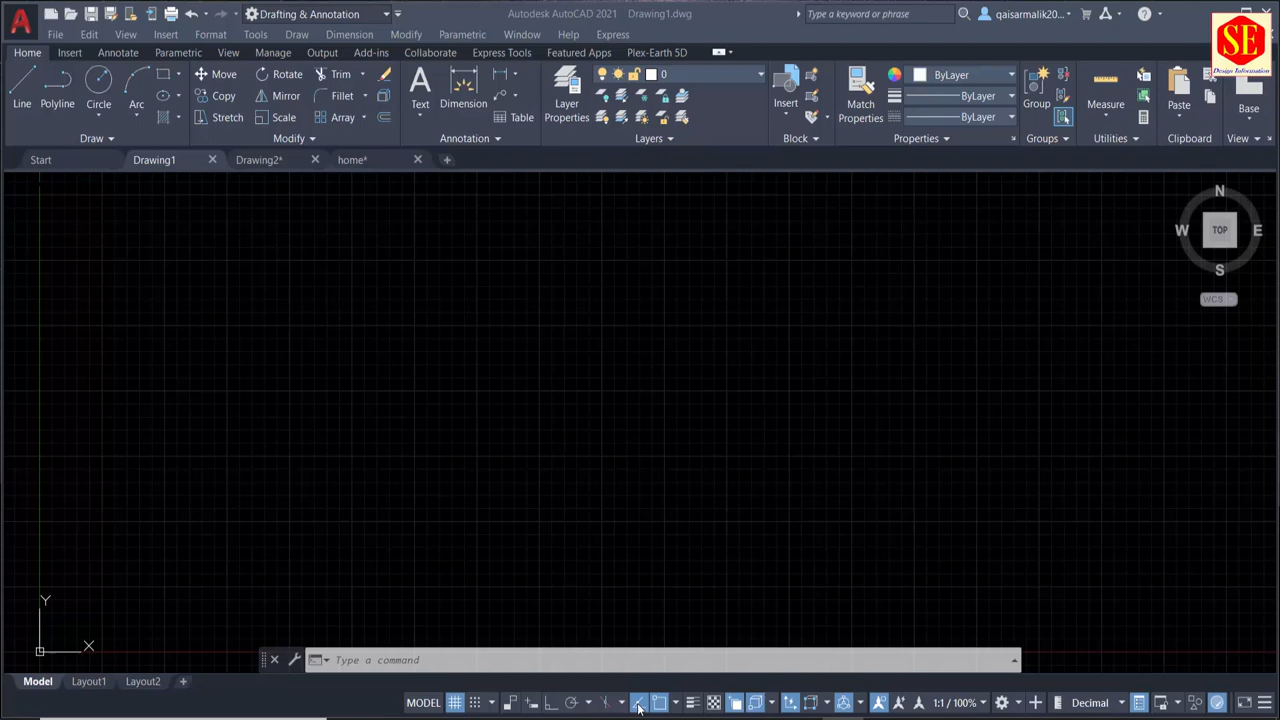 Drafting & Annotation Autodesk AutoCAD 2021 Drawing1.dwg Type a keyword or phrase qaisarmalik20...
File Edit View Insert Format Tools Draw Dimension Modify Parametric Window Help Express
SE
Design Information
Home Insert Annotate Parametric View Manage Output Add-ins Collaborate Express Tools Featured Apps Plex-Earth 5D
Move Rotate Trim 0 ByLayer
Copy Mirror Fillet ByLayer
Stretch Scale Array Table ByLayer
Line Polyline Circle Arc Text Dimension Layer Properties Insert Match Properties Group Measure Paste Base
Draw Modify Annotation Layers Block Properties Groups Utilities Clipboard View
Start Drawing1 Drawing2* home*
N
W TOP E
S
WCS
Y
X
Type a command
Model Layout1 Layout2
MODEL 1:1 / 100% Decimal